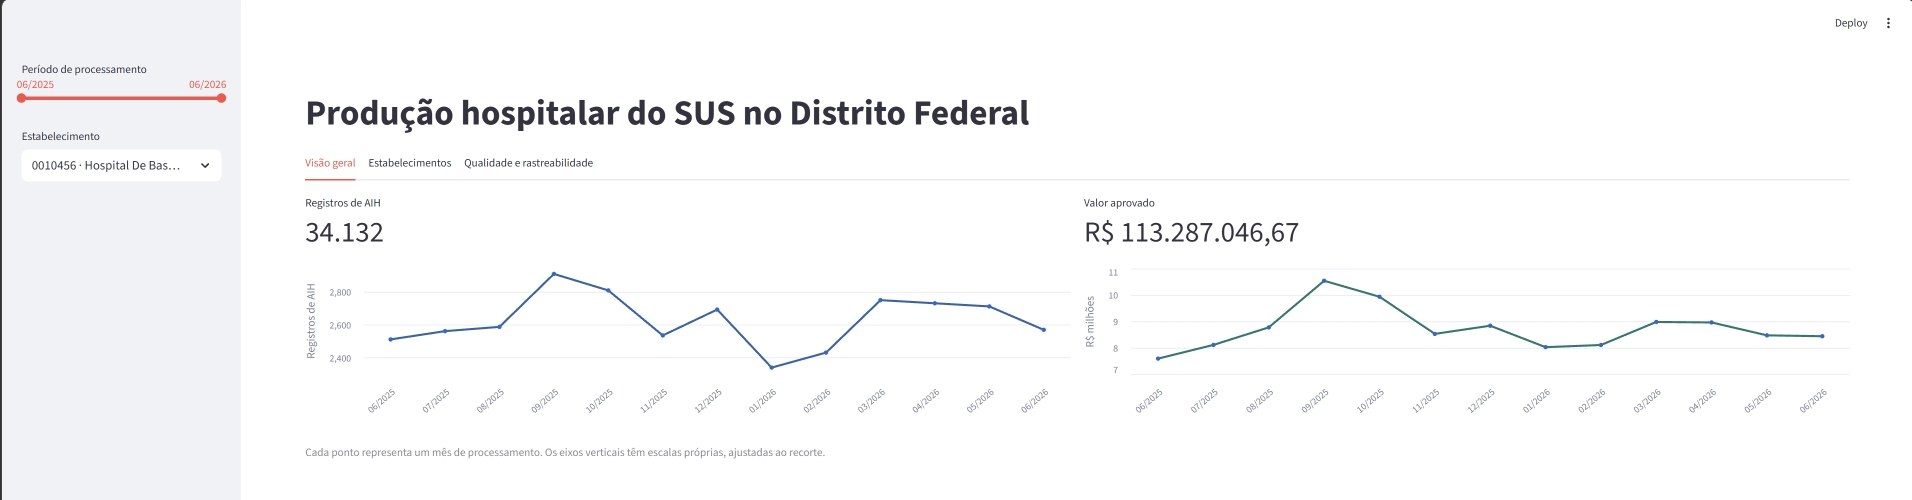 Deploy
Período de processamento
06/2025 06/2026
Estabelecimento
0010456 · Hospital De Bas…
Produção hospitalar do SUS no Distrito Federal
Visão geral Estabelecimentos Qualidade e rastreabilidade
Registros de AIH
34.132
Registros de AIH
2,800
2,600
2,400
06/2025 07/2025 08/2025 09/2025 10/2025 11/2025 12/2025 01/2026 02/2026 03/2026 04/2026 05/2026 06/2026
Valor aprovado
R$ 113.287.046,67
R$ milhões
11
10
9
8
7
06/2025 07/2025 08/2025 09/2025 10/2025 11/2025 12/2025 01/2026 02/2026 03/2026 04/2026 05/2026 06/2026
Cada ponto representa um mês de processamento. Os eixos verticais têm escalas próprias, ajustadas ao recorte.